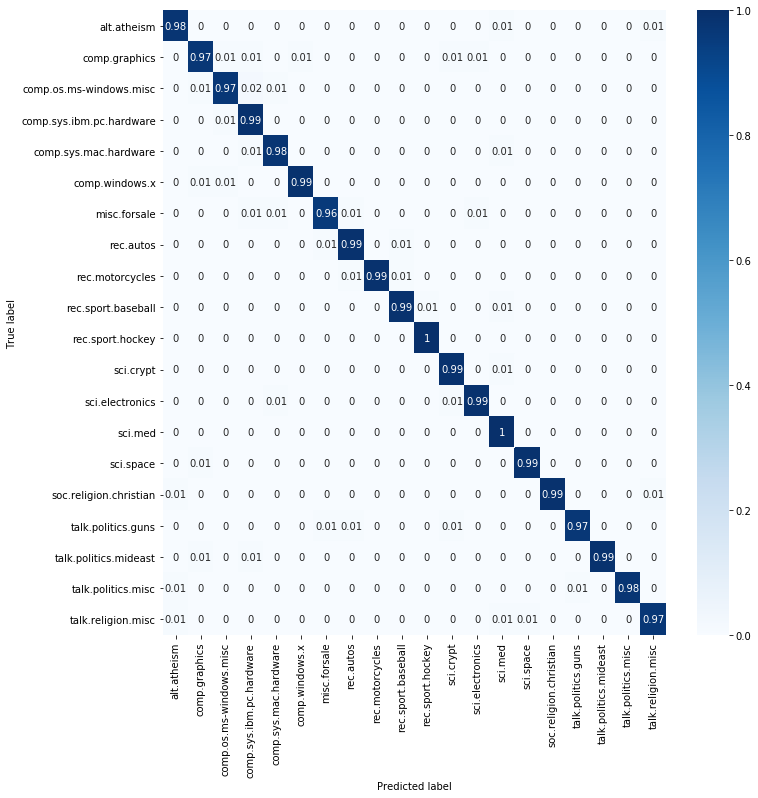 alt.atheism 0.98 0 0 0 0 0 0 0 0 0 0 0 0 0.01 0 0 0 0 0 0.01
comp.graphics 0 0.97 0.01 0.01 0 0.01 0 0 0 0 0 0.01 0.01 0 0 0 0 0 0 0
comp.os.ms-windows.misc 0 0.01 0.97 0.02 0.01 0 0 0 0 0 0 0 0 0 0 0 0 0 0 0
comp.sys.ibm.pc.hardware 0 0 0.01 0.99 0 0 0 0 0 0 0 0 0 0 0 0 0 0 0 0
comp.sys.mac.hardware 0 0 0 0.01 0.98 0 0 0 0 0 0 0 0 0.01 0 0 0 0 0 0
comp.windows.x 0 0.01 0.01 0 0 0.99 0 0 0 0 0 0 0 0 0 0 0 0 0 0
misc.forsale 0 0 0 0.01 0.01 0 0.96 0.01 0 0 0 0 0.01 0 0 0 0 0 0 0
rec.autos 0 0 0 0 0 0 0.01 0.99 0 0.01 0 0 0 0 0 0 0 0 0 0
rec.motorcycles 0 0 0 0 0 0 0 0.01 0.99 0.01 0 0 0 0 0 0 0 0 0 0
rec.sport.baseball 0 0 0 0 0 0 0 0 0 0.99 0.01 0 0 0.01 0 0 0 0 0 0
rec.sport.hockey 0 0 0 0 0 0 0 0 0 0 1 0 0 0 0 0 0 0 0 0
sci.crypt 0 0 0 0 0 0 0 0 0 0 0 0.99 0 0.01 0 0 0 0 0 0
sci.electronics 0 0 0 0 0.01 0 0 0 0 0 0 0.01 0.99 0 0 0 0 0 0 0
sci.med 0 0 0 0 0 0 0 0 0 0 0 0 0 1 0 0 0 0 0 0
sci.space 0 0.01 0 0 0 0 0 0 0 0 0 0 0 0 0.99 0 0 0 0 0
soc.religion.christian 0.01 0 0 0 0 0 0 0 0 0 0 0 0 0 0 0.99 0 0 0 0.01
talk.politics.guns 0 0 0 0 0 0 0.01 0.01 0 0 0 0.01 0 0 0 0 0.97 0 0 0
talk.politics.mideast 0 0.01 0 0.01 0 0 0 0 0 0 0 0 0 0 0 0 0 0.99 0 0
talk.politics.misc 0.01 0 0 0 0 0 0 0 0 0 0 0 0 0 0 0 0.01 0 0.98 0
talk.religion.misc 0.01 0 0 0 0 0 0 0 0 0 0 0 0 0.01 0.01 0 0 0 0 0.97
True label
alt.atheism
comp.graphics
comp.os.ms-windows.misc
comp.sys.ibm.pc.hardware
comp.sys.mac.hardware
comp.windows.x
misc.forsale
rec.autos
rec.motorcycles
rec.sport.baseball
rec.sport.hockey
sci.crypt
sci.electronics
sci.med
sci.space
soc.religion.christian
talk.politics.guns
talk.politics.mideast
talk.politics.misc
talk.religion.misc
Predicted label
1.0
0.8
0.6
0.4
0.2
0.0